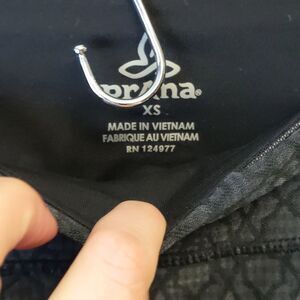 prana®
XS
MADE IN VIETNAM
FABRIQUE AU VIETNAM
RN 124977